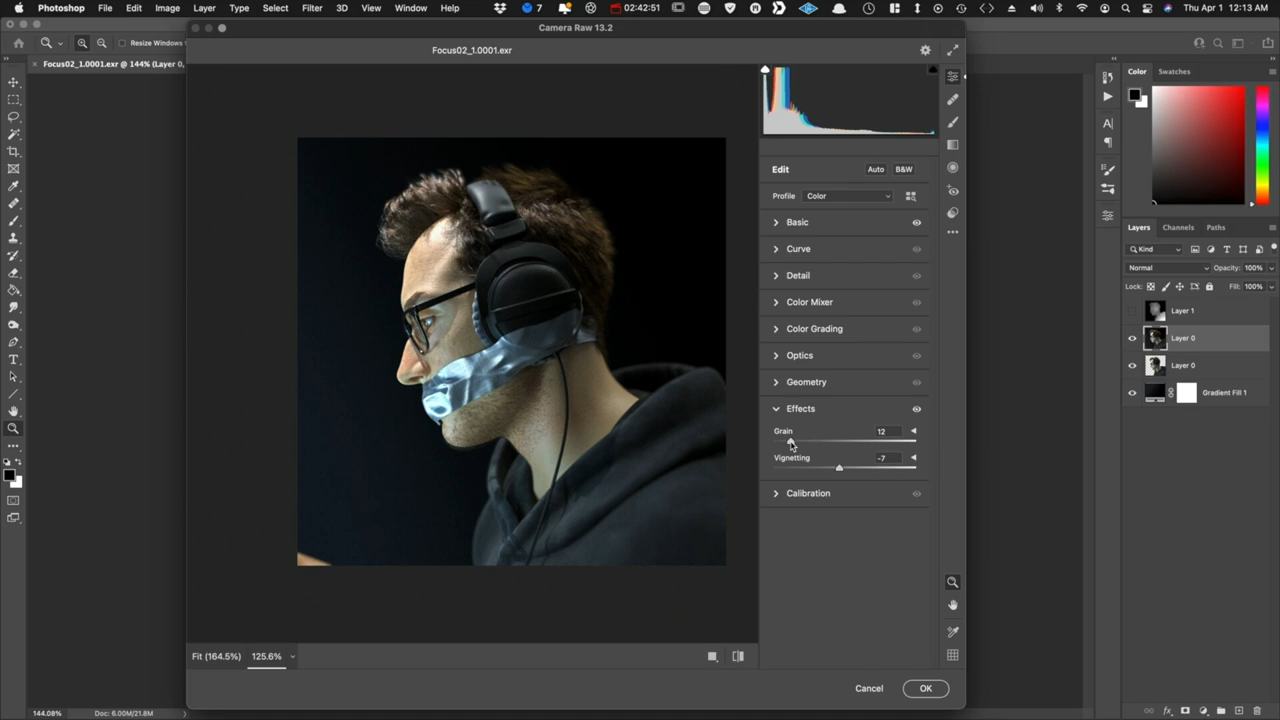 Photoshop File Edit Image Layer Type Select Filter 3D View Window Help 7 02:42:51 Thu Apr 1 12:13 AM
Camera Raw 13.2
Resize Windows
Focus02_1.0001.exr
Focus02_1.0001.exr @ 144% (Layer 0,
Color Swatches
Edit Auto B&W
Profile Color
Basic
Curve
Detail
Color Mixer
Color Grading
Optics
Geometry
Effects
Grain 12
Vignetting -7
Calibration
Layers Channels Paths
Kind
Normal Opacity: 100%
Lock: Fill: 100%
Layer 1
Layer 0
Layer 0
Gradient Fill 1
A
T
Fit (164.5%) 125.6%
Cancel OK
144.08% Doc: 6.00M/21.8M
fx